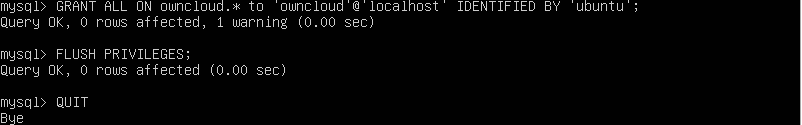 mysql> GRANT ALL ON owncloud.* to 'owncloud'@'localhost' IDENTIFIED BY 'ubuntu';
Query OK, 0 rows affected, 1 warning (0.00 sec)
mysql> FLUSH PRIVILEGES;
Query OK, 0 rows affected (0.00 sec)
mysql> QUIT
Bye